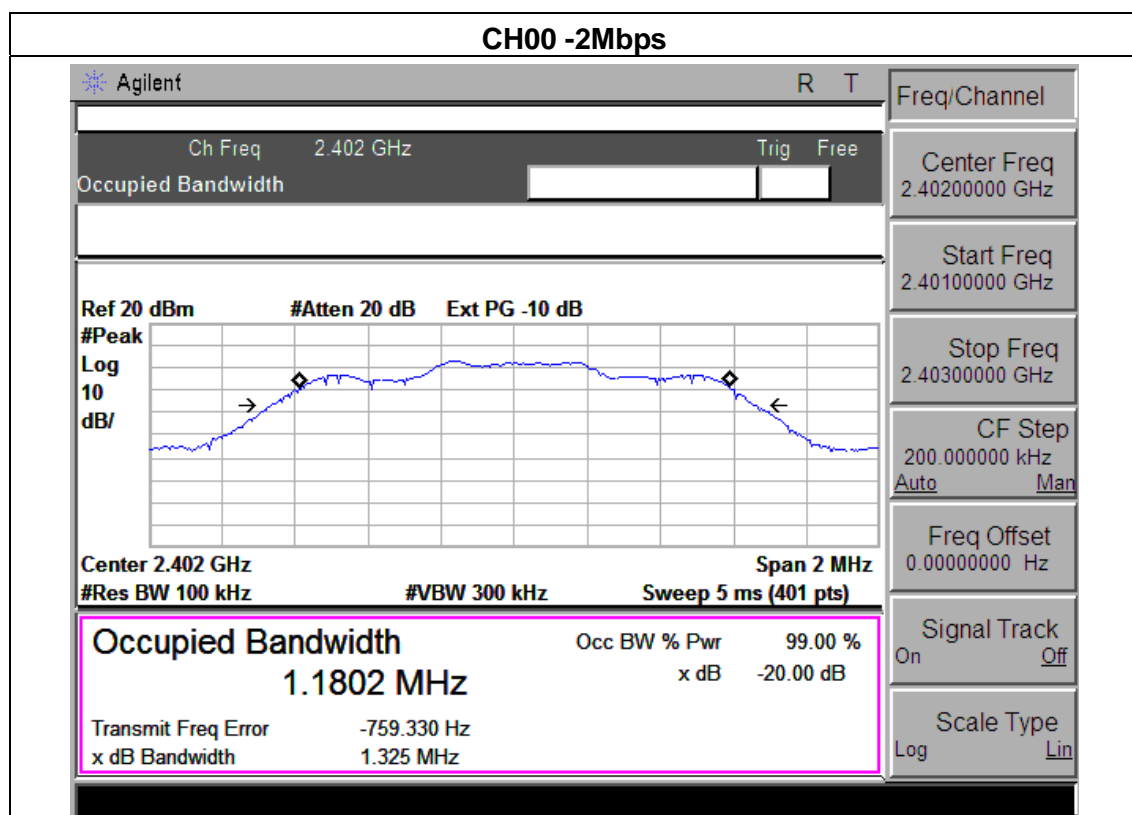 CH00 -2Mbps
Agilent R T
Ch Freq 2.402 GHz Trig Free
Occupied Bandwidth
Ref 20 dBm #Atten 20 dB Ext PG -10 dB
#Peak
Log
10
dB/
Center 2.402 GHz Span 2 MHz
#Res BW 100 kHz #VBW 300 kHz Sweep 5 ms (401 pts)
Occupied Bandwidth Occ BW % Pwr 99.00 %
1.1802 MHz x dB -20.00 dB
Transmit Freq Error -759.330 Hz
x dB Bandwidth 1.325 MHz
Freq/Channel
Center Freq
2.40200000 GHz
Start Freq
2.40100000 GHz
Stop Freq
2.40300000 GHz
CF Step
200.000000 kHz
Auto Man
Freq Offset
0.00000000 Hz
Signal Track
On Off
Scale Type
Log Lin